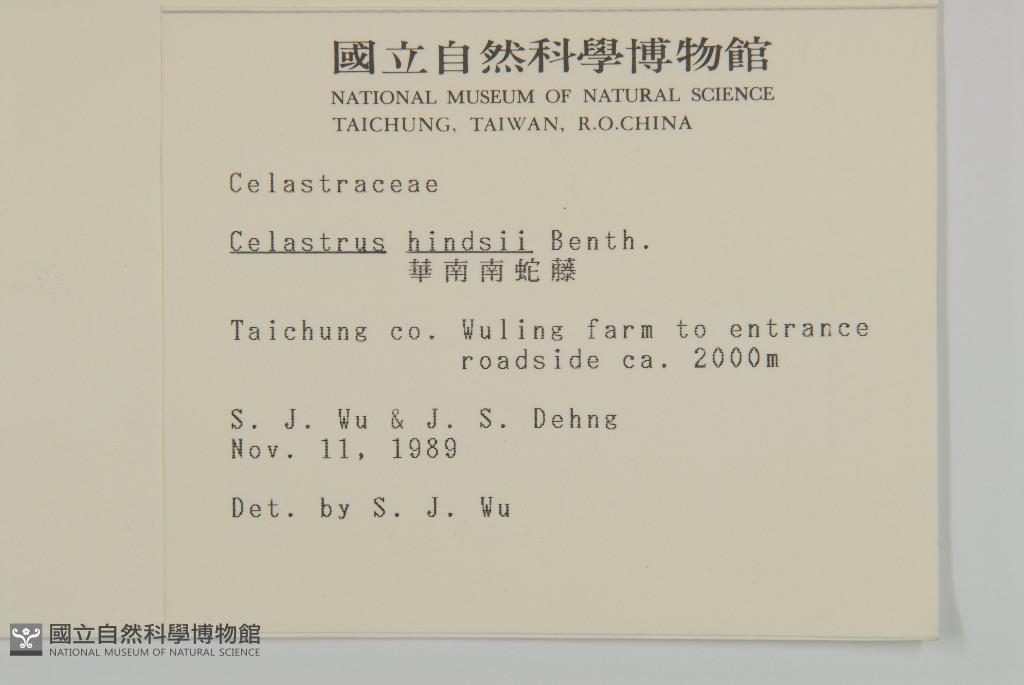 國立自然科學博物館
NATIONAL MUSEUM OF NATURAL SCIENCE
TAICHUNG, TAIWAN, R.O.CHINA
Celastraceae
Celastrus hindsii Benth.
華南南蛇藤
Taichung co. Wuling farm to entrance
roadside ca. 2000m
S. J. Wu & J. S. Dehng
Nov. 11, 1989
Det. by S. J. Wu
國立自然科學博物館
NATIONAL MUSEUM OF NATURAL SCIENCE